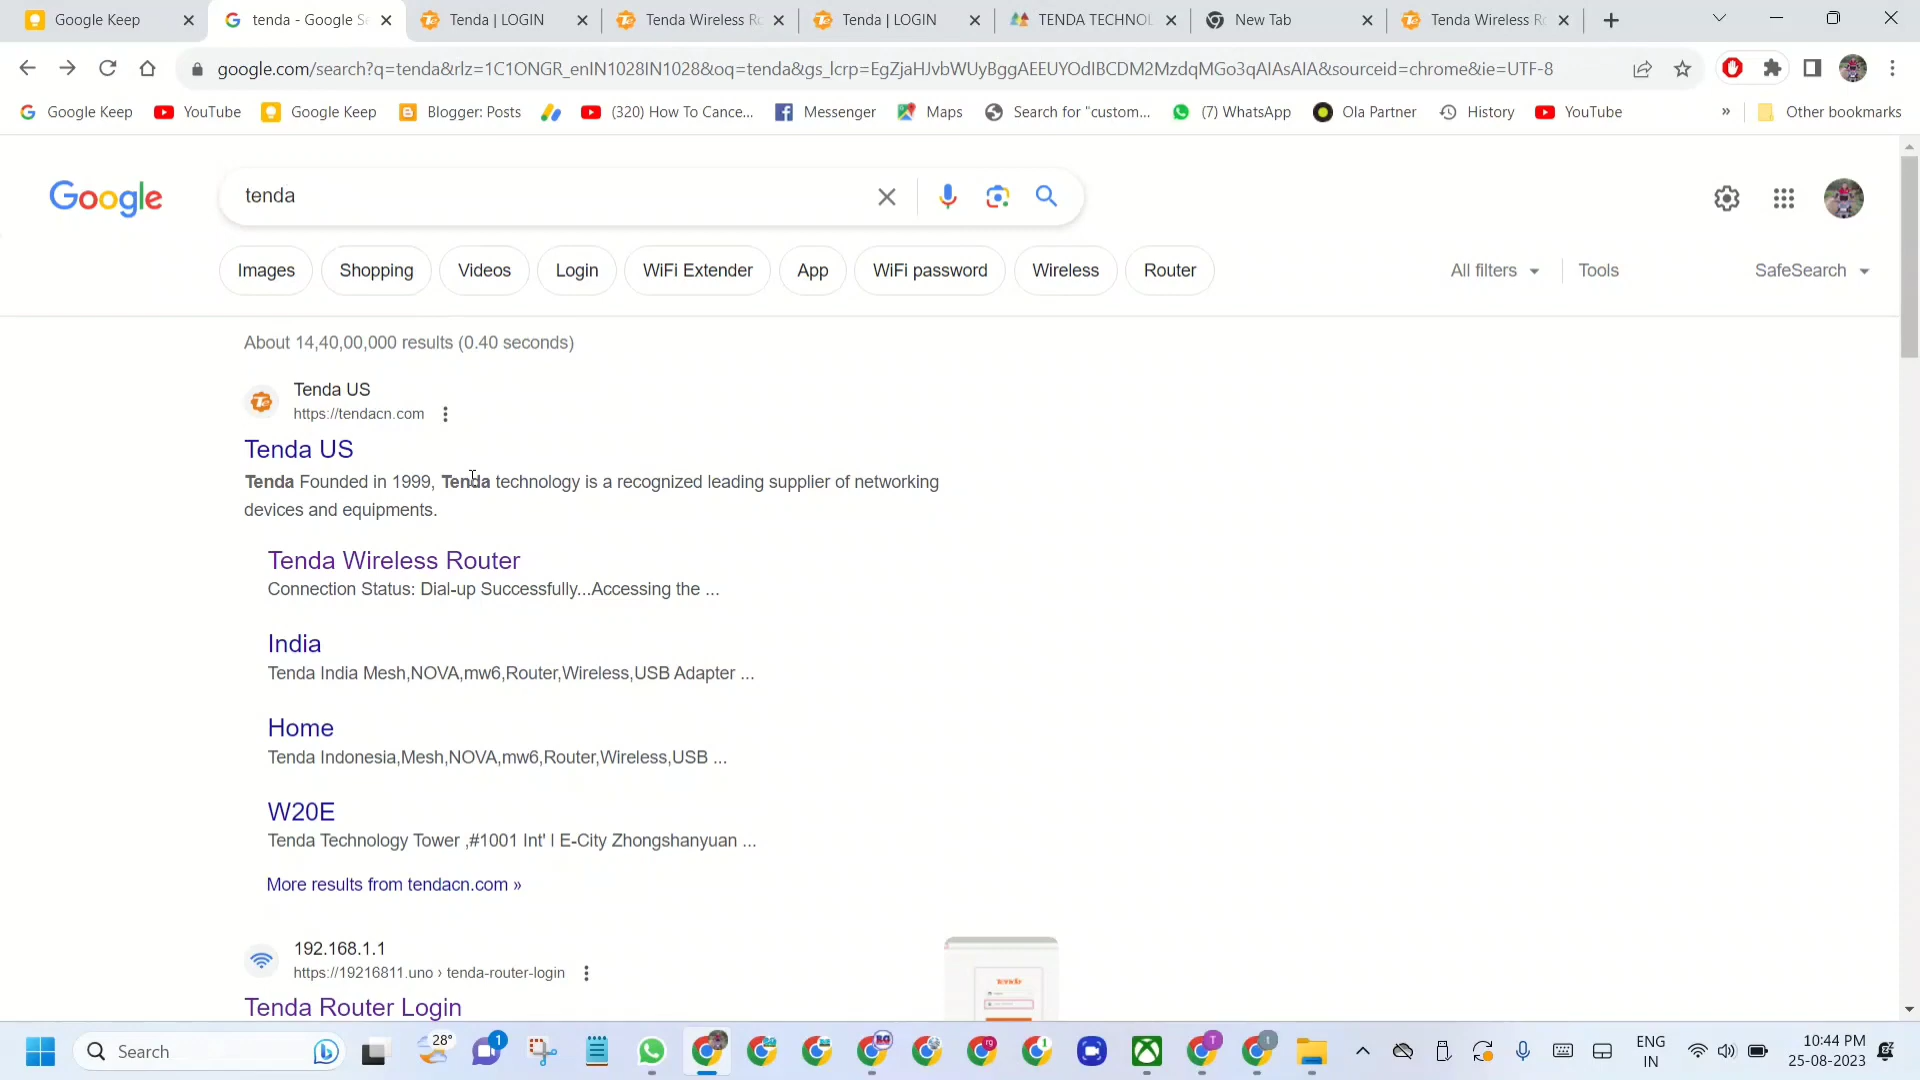 Google Keep
tenda - Google S
Tenda | LOGIN
Tenda Wireless R
Tenda | LOGIN
TENDA TECHNOL
New Tab
Tenda Wireless R
google.com/search?q=tenda&rlz=1C1ONGR_enIN1028IN1028&oq=tenda&gs_lcrp=EgZjaHJvbWUyBggAEEUYOdIBCDM2MzdqMGo3qAIAsAIA&sourceid=chrome&ie=UTF-8
Google Keep
YouTube
Google Keep
Blogger: Posts
(320) How To Cance...
Messenger
Maps
Search for "custom...
(7) WhatsApp
Ola Partner
History
YouTube
»
Other bookmarks
Google
tenda
Images
Shopping
Videos
Login
WiFi Extender
App
WiFi password
Wireless
Router
All filters
Tools
SafeSearch
About 14,40,00,000 results (0.40 seconds)
Tenda US
https://tendacn.com
Tenda US
Tenda Founded in 1999, Tenda technology is a recognized leading supplier of networking
devices and equipments.
Tenda Wireless Router
Connection Status: Dial-up Successfully...Accessing the ...
India
Tenda India Mesh,NOVA,mw6,Router,Wireless,USB Adapter ...
Home
Tenda Indonesia,Mesh,NOVA,mw6,Router,Wireless,USB ...
W20E
Tenda Technology Tower ,#1001 Int' l E-City Zhongshanyuan ...
More results from tendacn.com »
192.168.1.1
https://19216811.uno › tenda-router-login
Tenda Router Login
Search
28°
1
ENG
IN
10:44 PM
25-08-2023